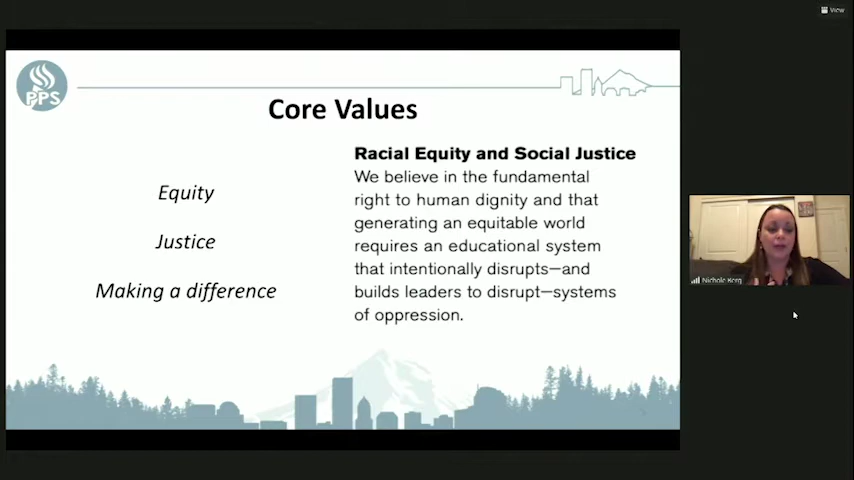 View
PPS
Core Values
Equity
Justice
Making a difference
Racial Equity and Social Justice
We believe in the fundamental
right to human dignity and that
generating an equitable world
requires an educational system
that intentionally disrupts—and
builds leaders to disrupt—systems
of oppression.
Nichole Berg